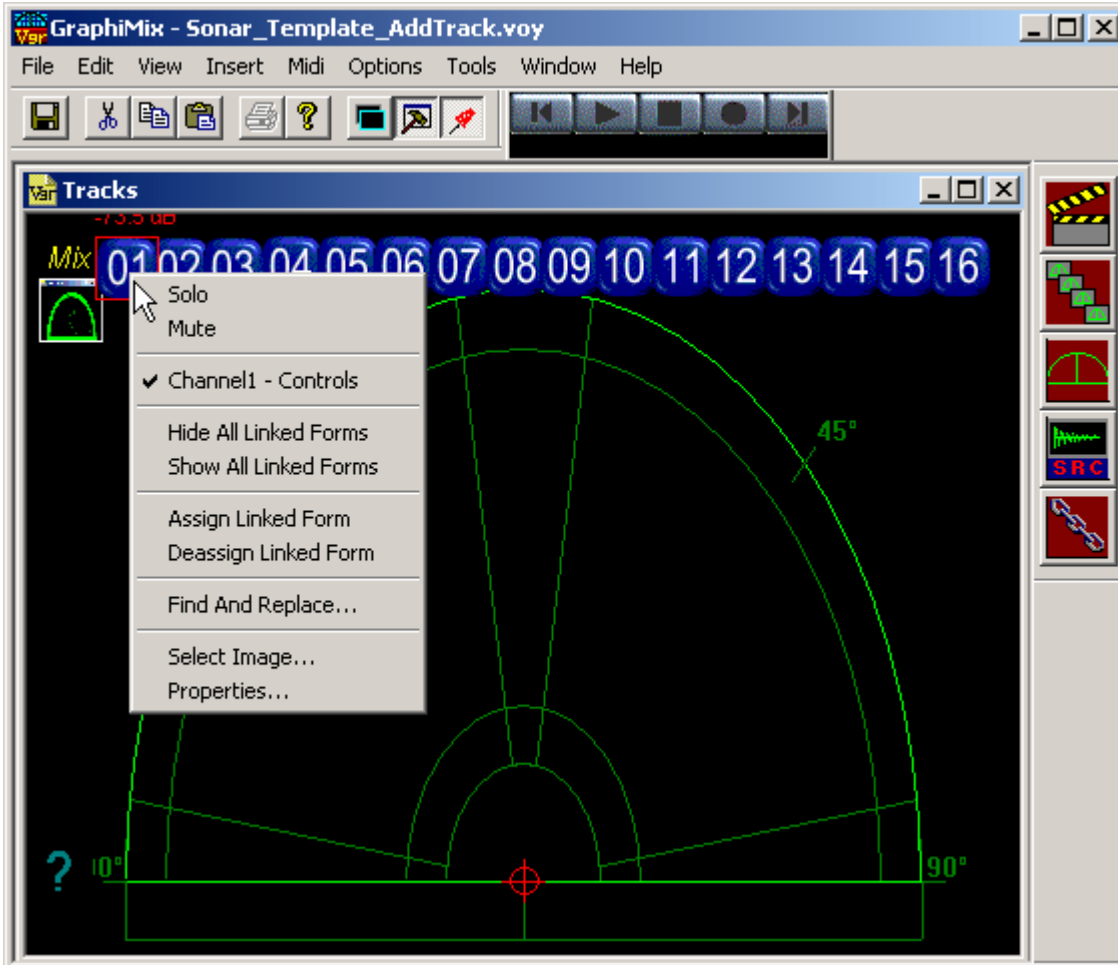 GraphiMix - Sonar_Template_AddTrack.voy
File Edit View Insert Midi Options Tools Window Help
Tracks
-73.5 dB
Mix 01 02 03 04 05 06 07 08 09 10 11 12 13 14 15 16
Solo
Mute
Channel1 - Controls
Hide All Linked Forms
Show All Linked Forms
Assign Linked Form
Deassign Linked Form
Find And Replace...
Select Image...
Properties...
45°
? 90°
SRC